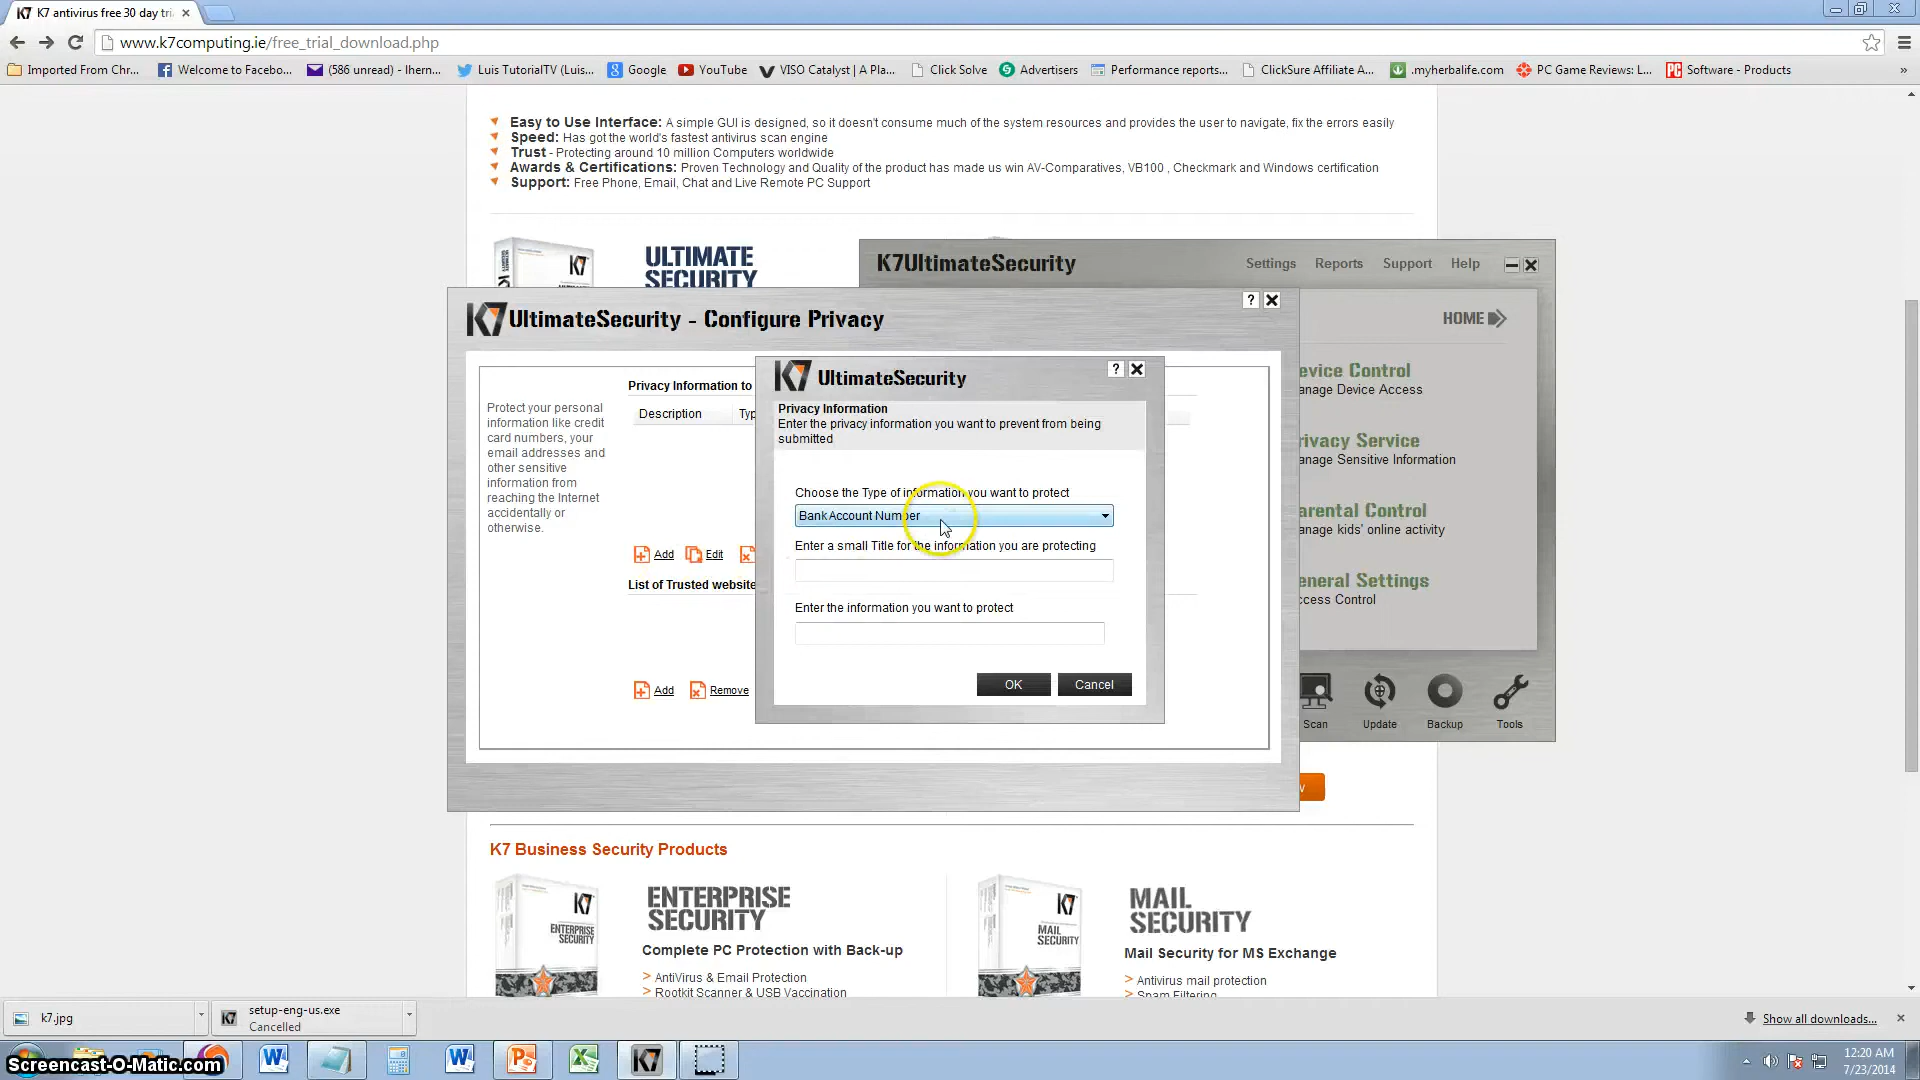 K7 antivirus free 30 day tri
www.k7computing.ie/free_trial_download.php
Imported From Chr...
Welcome to Facebo...
(586 unread) - lhern...
Luis TutorialTV (Luis...
Google
YouTube
VISO Catalyst | A Pla...
Click Solve
Advertisers
Performance reports...
ClickSure Affiliate A...
.myherbalife.com
PC Game Reviews: L...
Software - Products
»
Easy to Use Interface: A simple GUI is designed, so it doesn't consume much of the system resources and provides the user to navigate, fix the errors easily
Speed: Has got the world's fastest antivirus scan engine
Trust - Protecting around 10 million Computers worldwide
Awards & Certifications: Proven Technology and Quality of the product has made us win AV-Comparatives, VB100 , Checkmark and Windows certification
Support: Free Phone, Email, Chat and Live Remote PC Support
K7
ULTIMATE
SECURITY
K7UltimateSecurity
Settings
Reports
Support
Help
HOME
evice Control
anage Device Access
rivacy Service
anage Sensitive Information
arental Control
anage kids' online activity
eneral Settings
ccess Control
Scan
Update
Backup
Tools
K7UltimateSecurity - Configure Privacy
?
Protect your personal
information like credit
card numbers, your
email addresses and
other sensitive
information from
reaching the Internet
accidentally or
otherwise.
Privacy Information to
Description
Typ
Add
Edit
List of Trusted website
Add
Remove
K7 UltimateSecurity
?
Privacy Information
Enter the privacy information you want to prevent from being
submitted
Choose the Type of information you want to protect
Bank Account Number
Enter a small Title for the information you are protecting
Enter the information you want to protect
OK
Cancel
K7 Business Security Products
K7
ENTERPRISE
SECURITY
ENTERPRISE
SECURITY
Complete PC Protection with Back-up
> AntiVirus & Email Protection
> Rootkit Scanner & USB Vaccination
K7
MAIL
SECURITY
MAIL
SECURITY
Mail Security for MS Exchange
> Antivirus mail protection
> Spam Filtering
k7.jpg
K7
setup-eng-us.exe
Cancelled
Show all downloads...
Screencast-O-Matic.com
K7
12:20 AM
7/23/2014